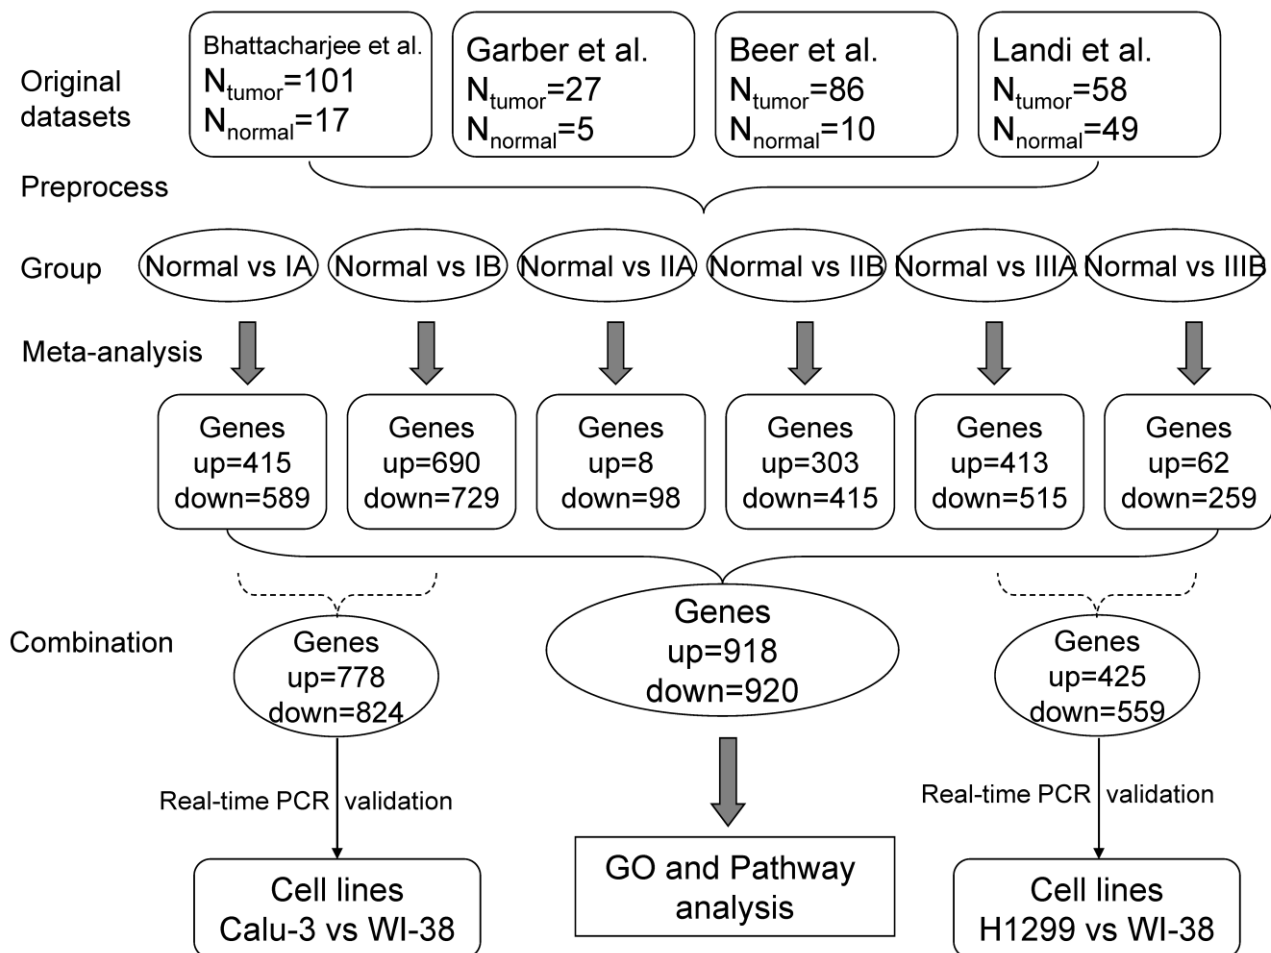 Original
datasets
Bhattacharjee et al.
Ntumor=101
Nnormal=17
Garber et al.
Ntumor=27
Nnormal=5
Beer et al.
Ntumor=86
Nnormal=10
Landi et al.
Ntumor=58
Nnormal=49
Preprocess
Group
Normal vs IA
Normal vs IB
Normal vs IIA
Normal vs IIB
Normal vs IIIA
Normal vs IIIB
Meta-analysis
Genes
up=415
down=589
Genes
up=690
down=729
Genes
up=8
down=98
Genes
up=303
down=415
Genes
up=413
down=515
Genes
up=62
down=259
Combination
Genes
up=778
down=824
Genes
up=918
down=920
Genes
up=425
down=559
Real-time PCR validation
Real-time PCR validation
Cell lines
Calu-3 vs WI-38
GO and Pathway
analysis
Cell lines
H1299 vs WI-38